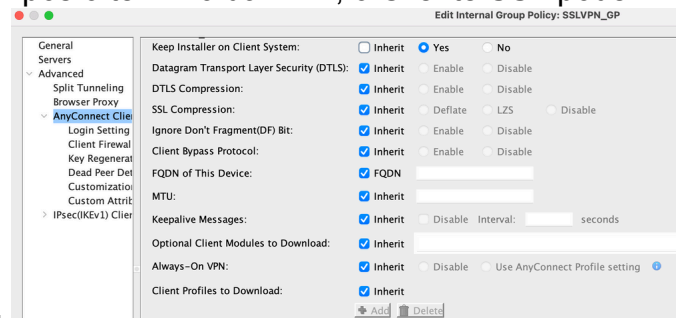 Edit Internal Group Policy: SSLVPN_GP
General
Servers
Advanced
Split Tunneling
Browser Proxy
AnyConnect Clie
Login Setting
Client Firewal
Key Regenerat
Dead Peer Det
Customizatio
Custom Attrib
IPsec(IKEv1) Clier
Keep Installer on Client System: Inherit Yes No
Datagram Transport Layer Security (DTLS): Inherit Enable Disable
DTLS Compression: Inherit Enable Disable
SSL Compression: Inherit Deflate LZS Disable
Ignore Don't Fragment(DF) Bit: Inherit Enable Disable
Client Bypass Protocol: Inherit Enable Disable
FQDN of This Device: FQDN
MTU: Inherit
Keepalive Messages: Inherit Disable Interval: seconds
Optional Client Modules to Download: Inherit
Always-On VPN: Inherit Disable Use AnyConnect Profile setting
Client Profiles to Download: Inherit
Add Delete